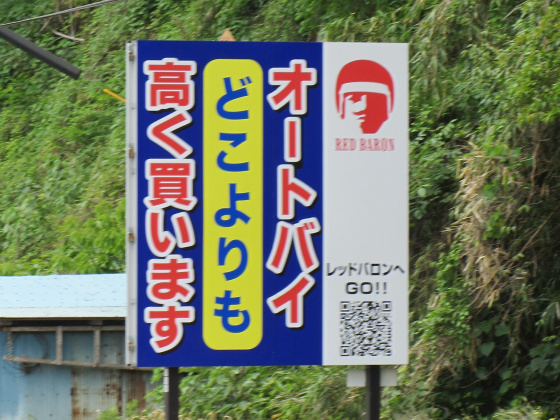 オートバイ
どこよりも
高く買います
RED BARON
レッドバロンへ
GO!!